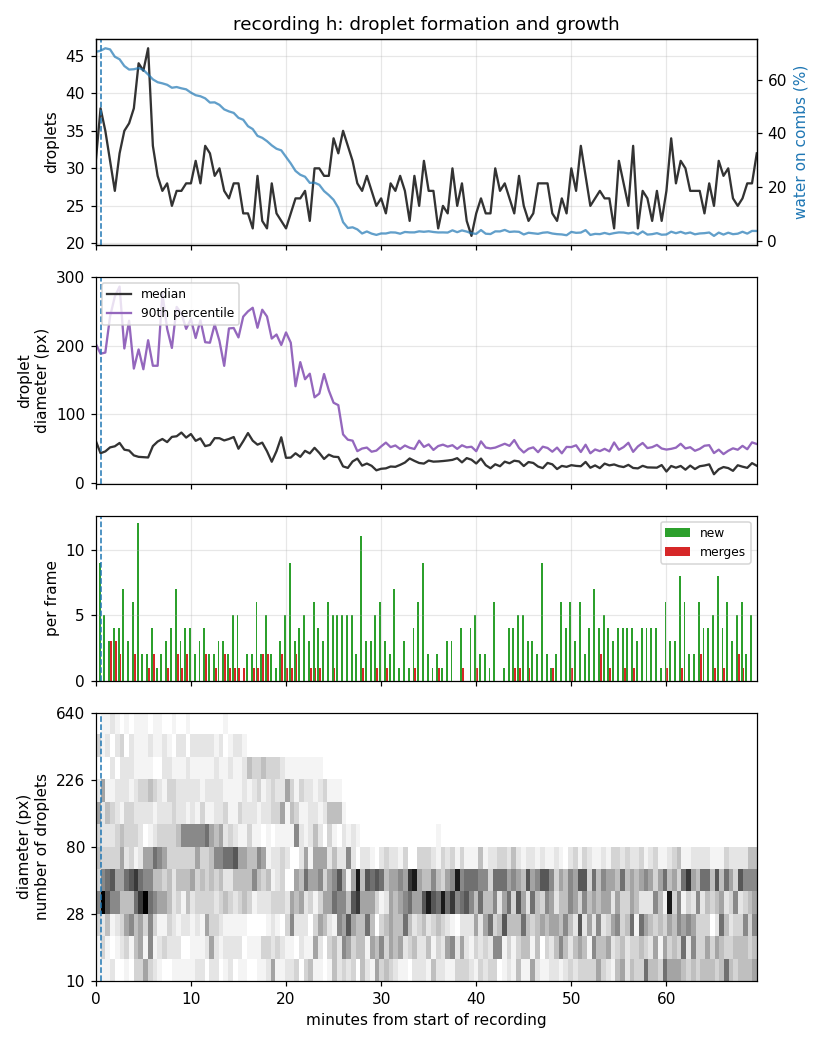 recording h: droplet formation and growth
45
40
35
30
25
20
droplets
60
40
20
0
water on combs (%)
300
200
100
0
droplet
diameter (px)
median
90th percentile
10
5
0
per frame
new
merges
640
226
80
28
10
diameter (px)
number of droplets
0
10
20
30
40
50
60
minutes from start of recording